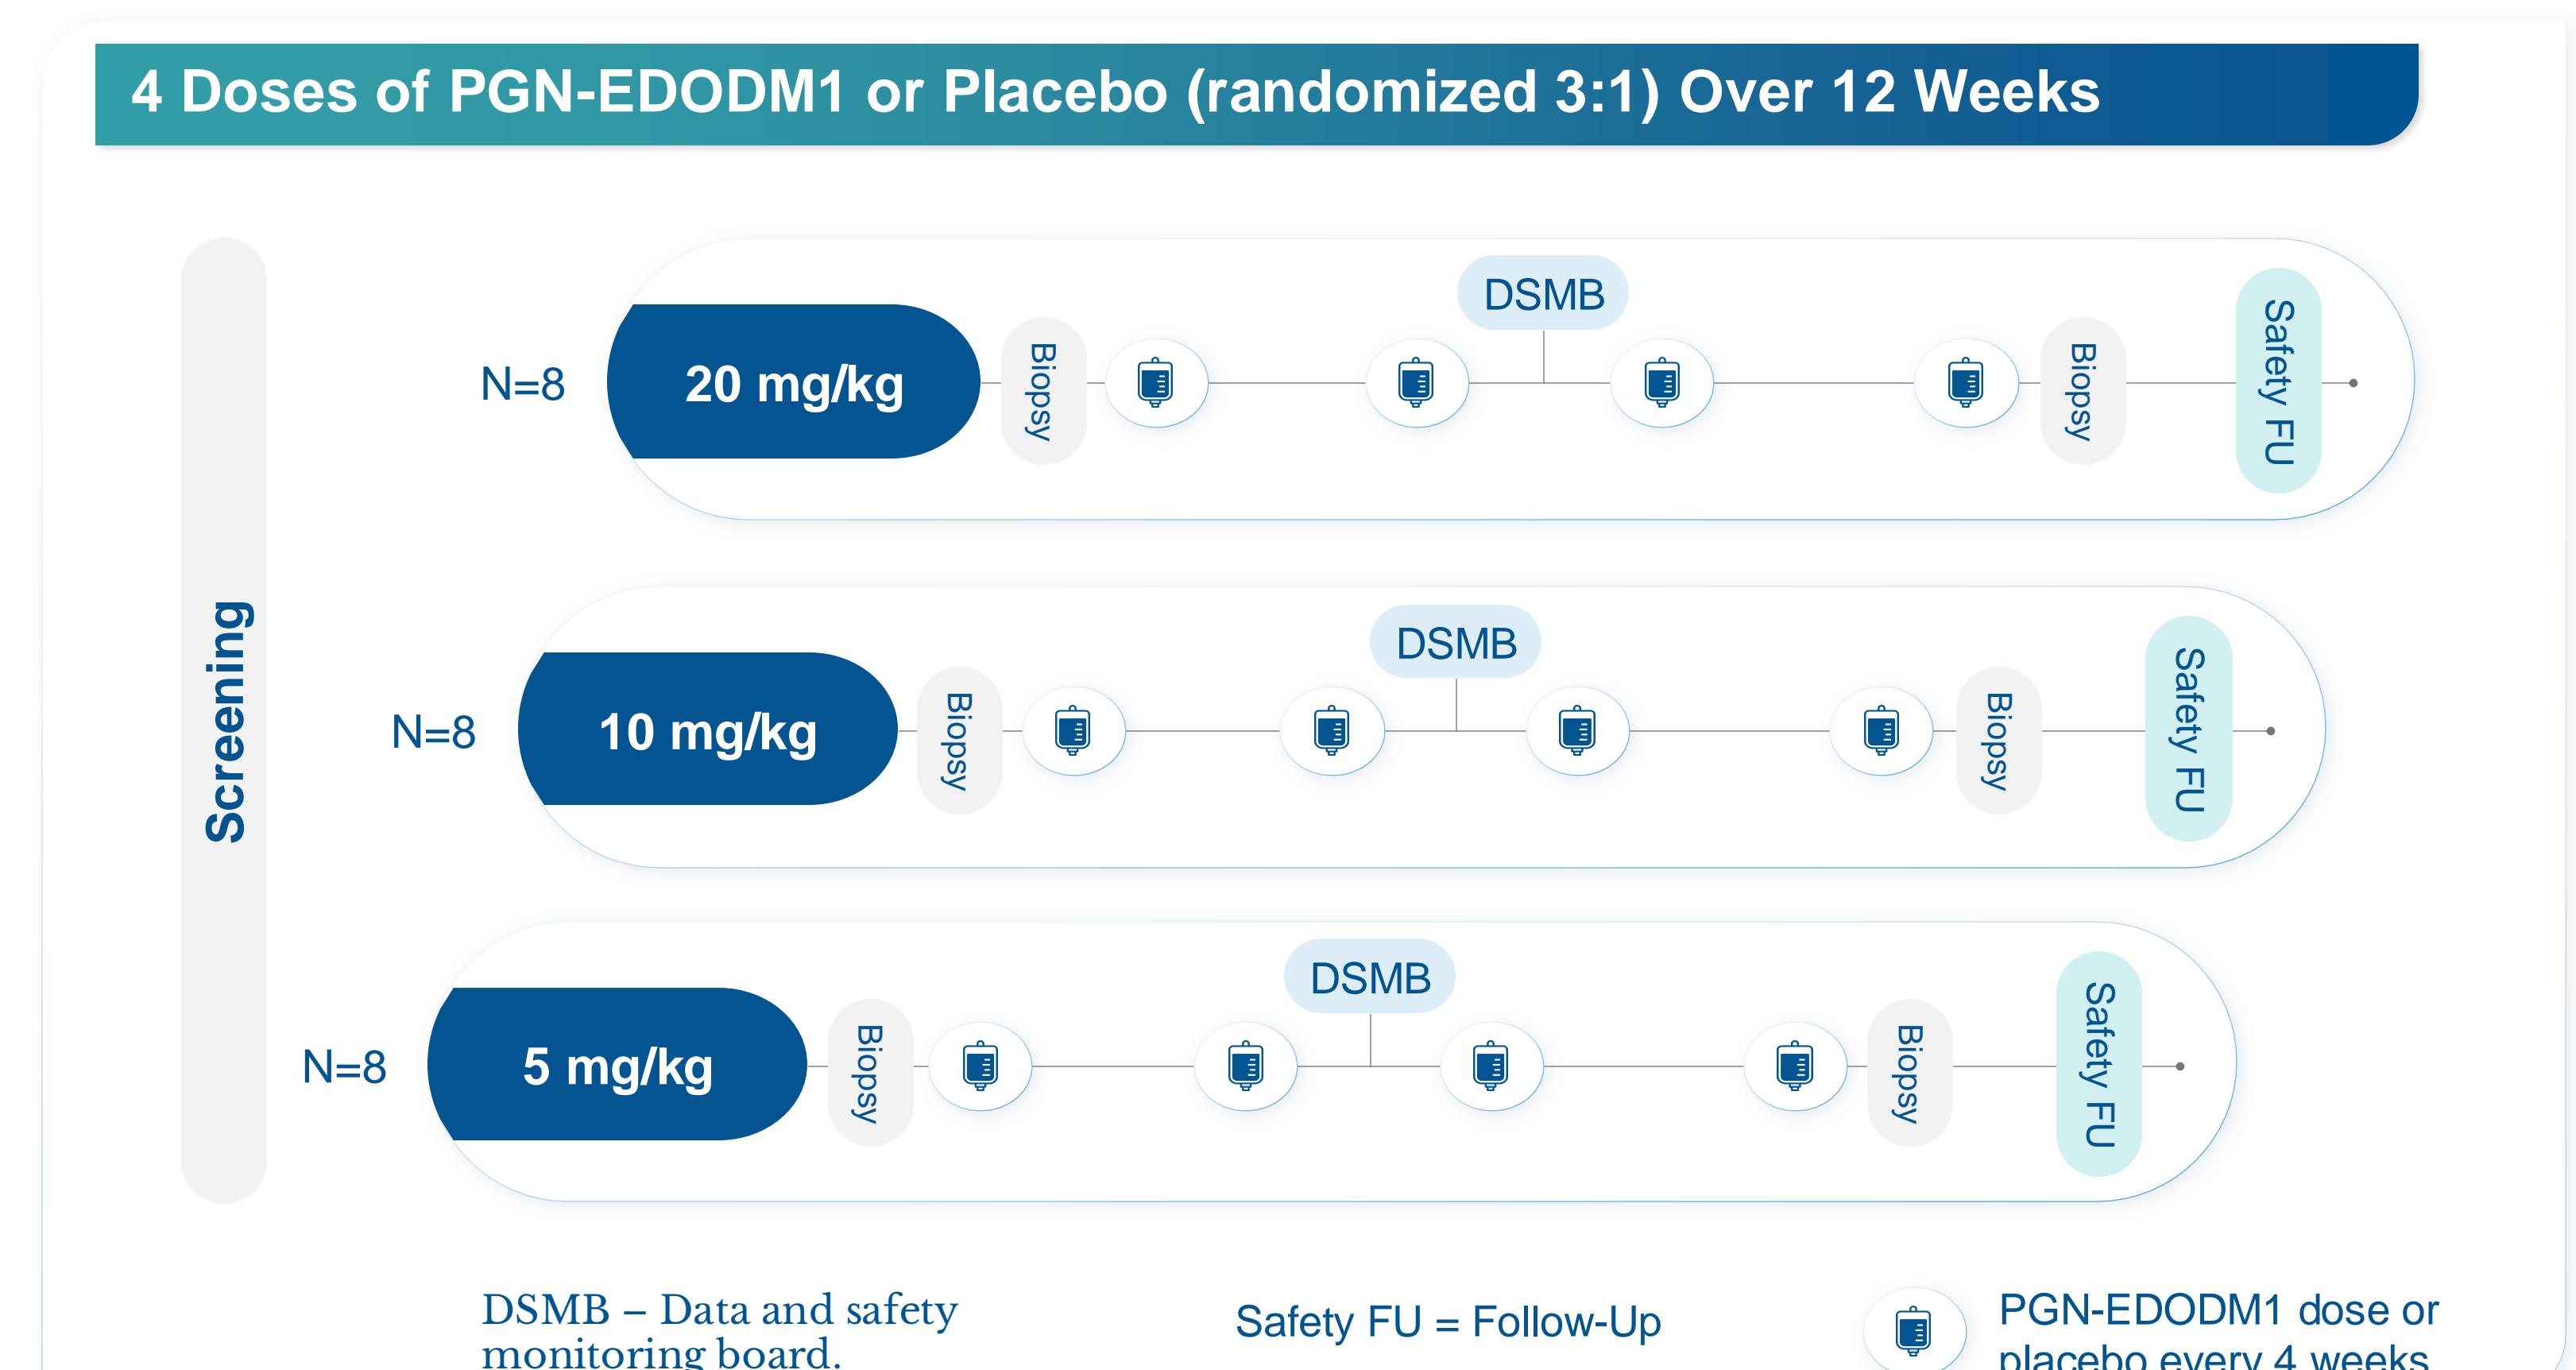 4 Doses of PGN-EDODM1 or Placebo (randomized 3:1) Over 12 Weeks
Screening
N=8
20 mg/kg
Biopsy
DSMB
Biopsy
Safety FU
N=8
10 mg/kg
Biopsy
DSMB
Biopsy
Safety FU
N=8
5 mg/kg
Biopsy
DSMB
Biopsy
Safety FU
DSMB – Data and safety
monitoring board.
Safety FU = Follow-Up
PGN-EDODM1 dose or
placebo every 4 weeks